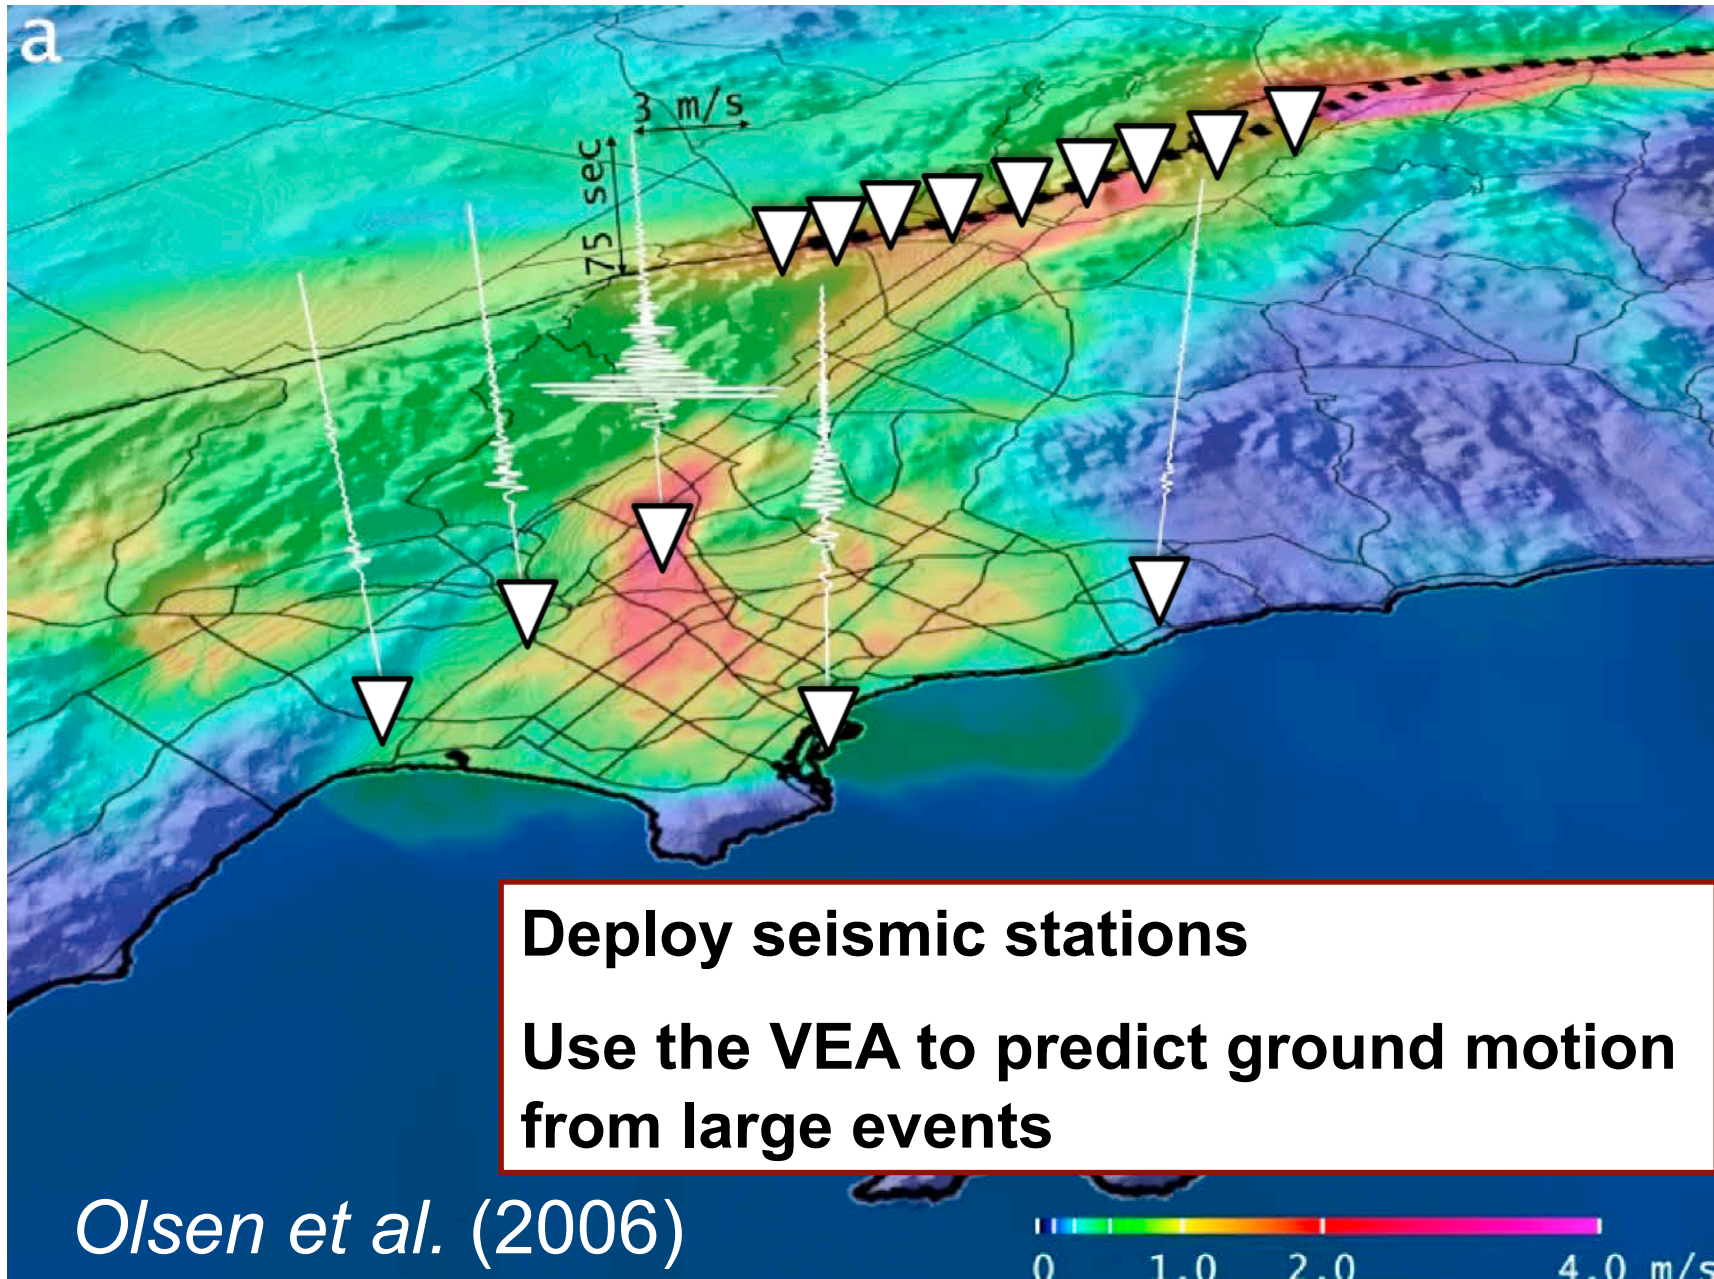 a
3 m/s
75 sec
Deploy seismic stations
Use the VEA to predict ground motion
from large events
Olsen et al. (2006)
0 1.0 2.0 4.0 m/s